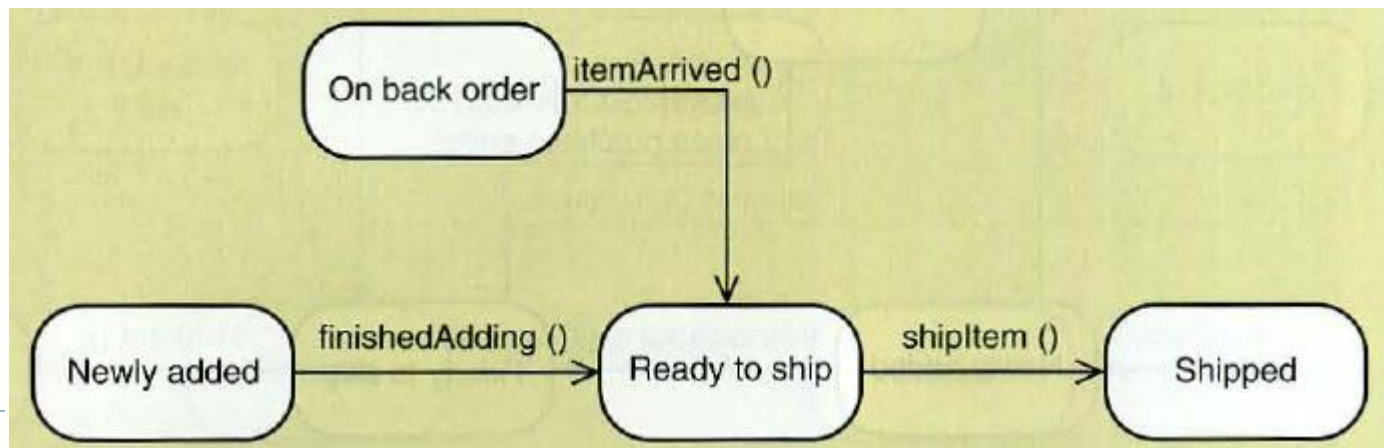 On back order
itemArrived ()
Newly added
finishedAdding ()
Ready to ship
shipItem ()
Shipped